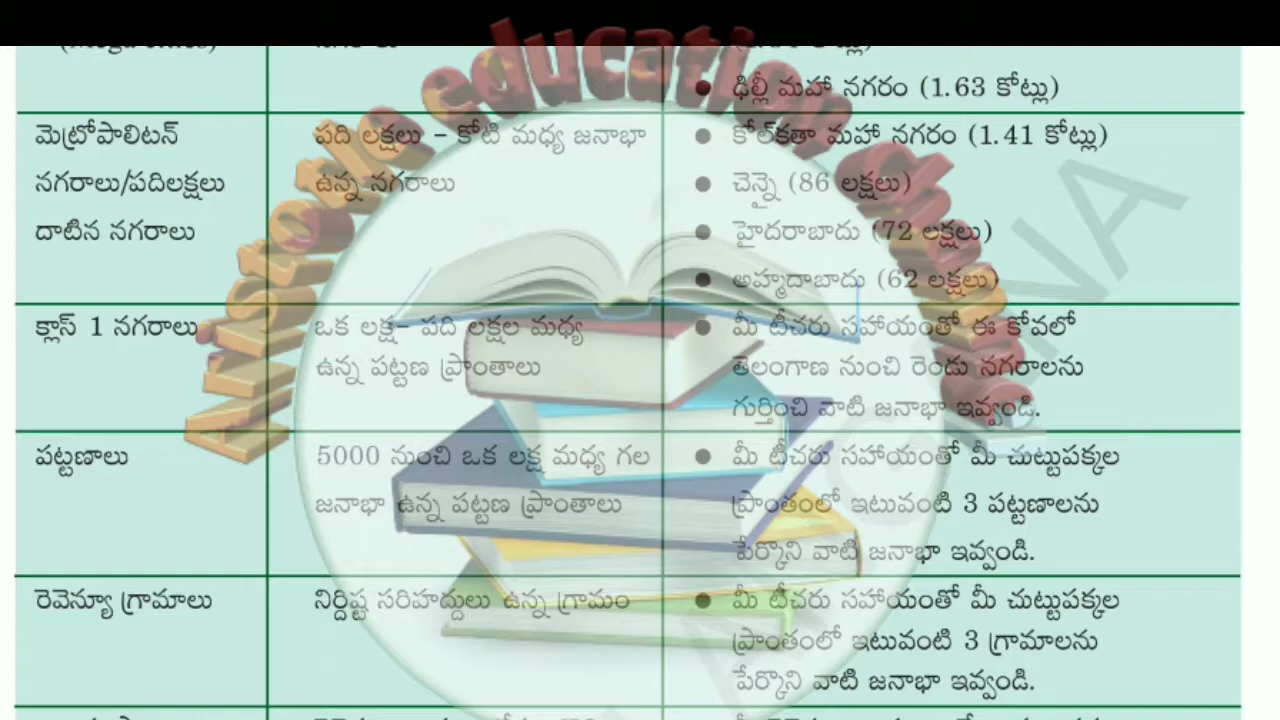 (Mega cities)
ఢిల్లీ మహా నగరం (1.63 కోట్లు)
మెట్రోపాలిటన్ నగరాలు/పదిలక్షలు దాటిన నగరాలు
పది లక్షలు – కోటి మధ్య జనాభా
ఉన్న నగరాలు
కోల్‌కతా మహా నగరం (1.41 కోట్లు)
చెన్నై (86 లక్షలు)
హైదరాబాదు (72 లక్షలు)
అహ్మదాబాదు (62 లక్షలు)
క్లాస్ 1 నగరాలు
ఒక లక్ష– పది లక్షల మధ్య
ఉన్న పట్టణ ప్రాంతాలు
మీ టీచరు సహాయంతో ఈ కోవలో
తెలంగాణ నుంచి రెండు నగరాలను
గుర్తించి వాటి జనాభా ఇవ్వండి.
పట్టణాలు
5000 నుంచి ఒక లక్ష మధ్య గల
జనాభా ఉన్న పట్టణ ప్రాంతాలు
మీ టీచరు సహాయంతో మీ చుట్టుపక్కల
ప్రాంతంలో ఇటువంటి 3 పట్టణాలను
పేర్కొని వాటి జనాభా ఇవ్వండి.
రెవెన్యూ గ్రామాలు
నిర్దిష్ట సరిహద్దులు ఉన్న గ్రామం
మీ టీచరు సహాయంతో మీ చుట్టుపక్కల
ప్రాంతంలో ఇటువంటి 3 గ్రామాలను
పేర్కొని వాటి జనాభా ఇవ్వండి.